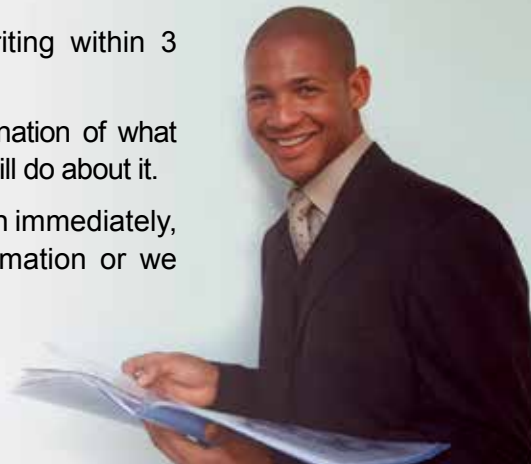 riting within 3
nation of what
ill do about it.
n immediately,
mation or we